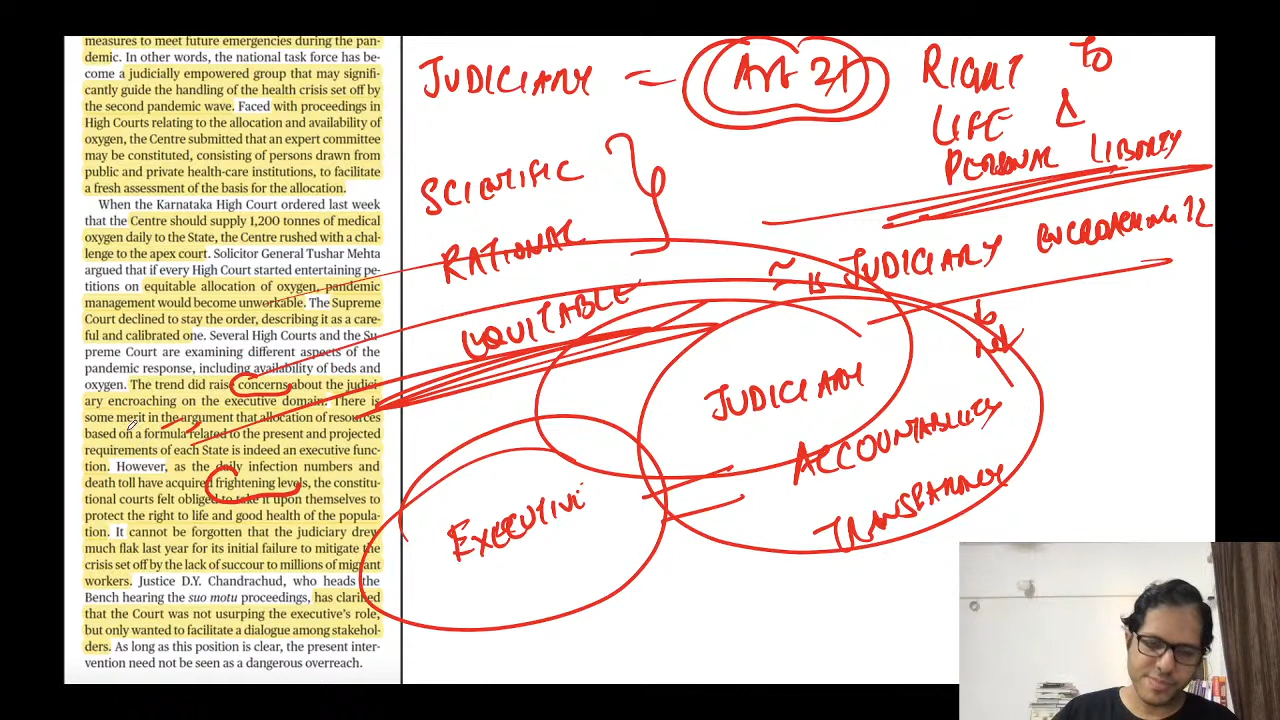 measures to meet future emergencies during the pan-
demic. In other words, the national task force has be-
come a judicially empowered group that may signifi-
cantly guide the handling of the health crisis set off by
the second pandemic wave. Faced with proceedings in
High Courts relating to the allocation and availability of
oxygen, the Centre submitted that an expert committee
may be constituted, consisting of persons drawn from
public and private health-care institutions, to facilitate
a fresh assessment of the basis for the allocation.
When the Karnataka High Court ordered last week
that the Centre should supply 1,200 tonnes of medical
oxygen daily to the State, the Centre rushed with a chal-
lenge to the apex court. Solicitor General Tushar Mehta
argued that if every High Court started entertaining pe-
titions on equitable allocation of oxygen, pandemic
management would become unworkable. The Supreme
Court declined to stay the order, describing it as a care-
ful and calibrated one. Several High Courts and the Su-
preme Court are examining different aspects of the
pandemic response, including availability of beds and
oxygen. The trend did raise concerns about the judici-
ary encroaching on the executive domain. There is
some merit in the argument that allocation of resources
based on a formula related to the present and projected
requirements of each State is indeed an executive func-
tion. However, as the daily infection numbers and
death toll have acquired frightening levels, the constitu-
tional courts felt obliged to take it upon themselves to
protect the right to life and good health of the popula-
tion. It cannot be forgotten that the judiciary drew
much flak last year for its initial failure to mitigate the
crisis set off by the lack of succour to millions of migrant
workers. Justice D.Y. Chandrachud, who heads the
Bench hearing the suo motu proceedings, has clarified
that the Court was not usurping the executive's role,
but only wanted to facilitate a dialogue among stakehol-
ders. As long as this position is clear, the present inter-
vention need not be seen as a dangerous overreach.
JUDICIARY = Art 21 RIGHT TO
LIFE &
PERSONAL LIBERTY
SCIENTIFIC
RATIONAL
EQUITABLE
IS JUDICIARY ENCROACHING ??
JUDICIARY
ACCOUNTABILITY
TRANSPARENCY
EXECUTIVE